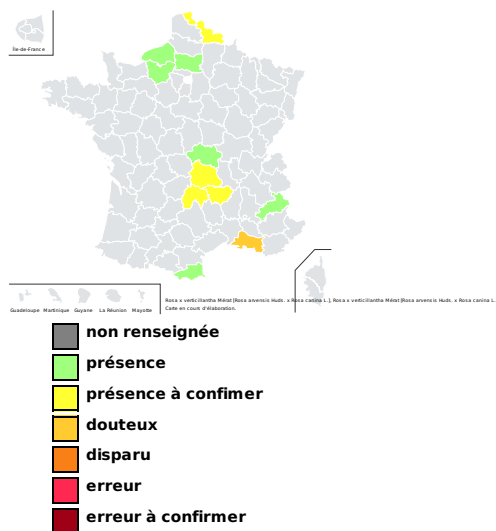 Île-de-France
Guadeloupe Martinique Guyane La Réunion Mayotte
Rosa x verticillantha Mérat [Rosa arvensis Huds. x Rosa canina L.], Rosa x verticillantha Mérat [Rosa arvensis Huds. x Rosa canina L.
Carte en cours d'élaboration.
non renseignée
présence
présence à confimer
douteux
disparu
erreur
erreur à confirmer